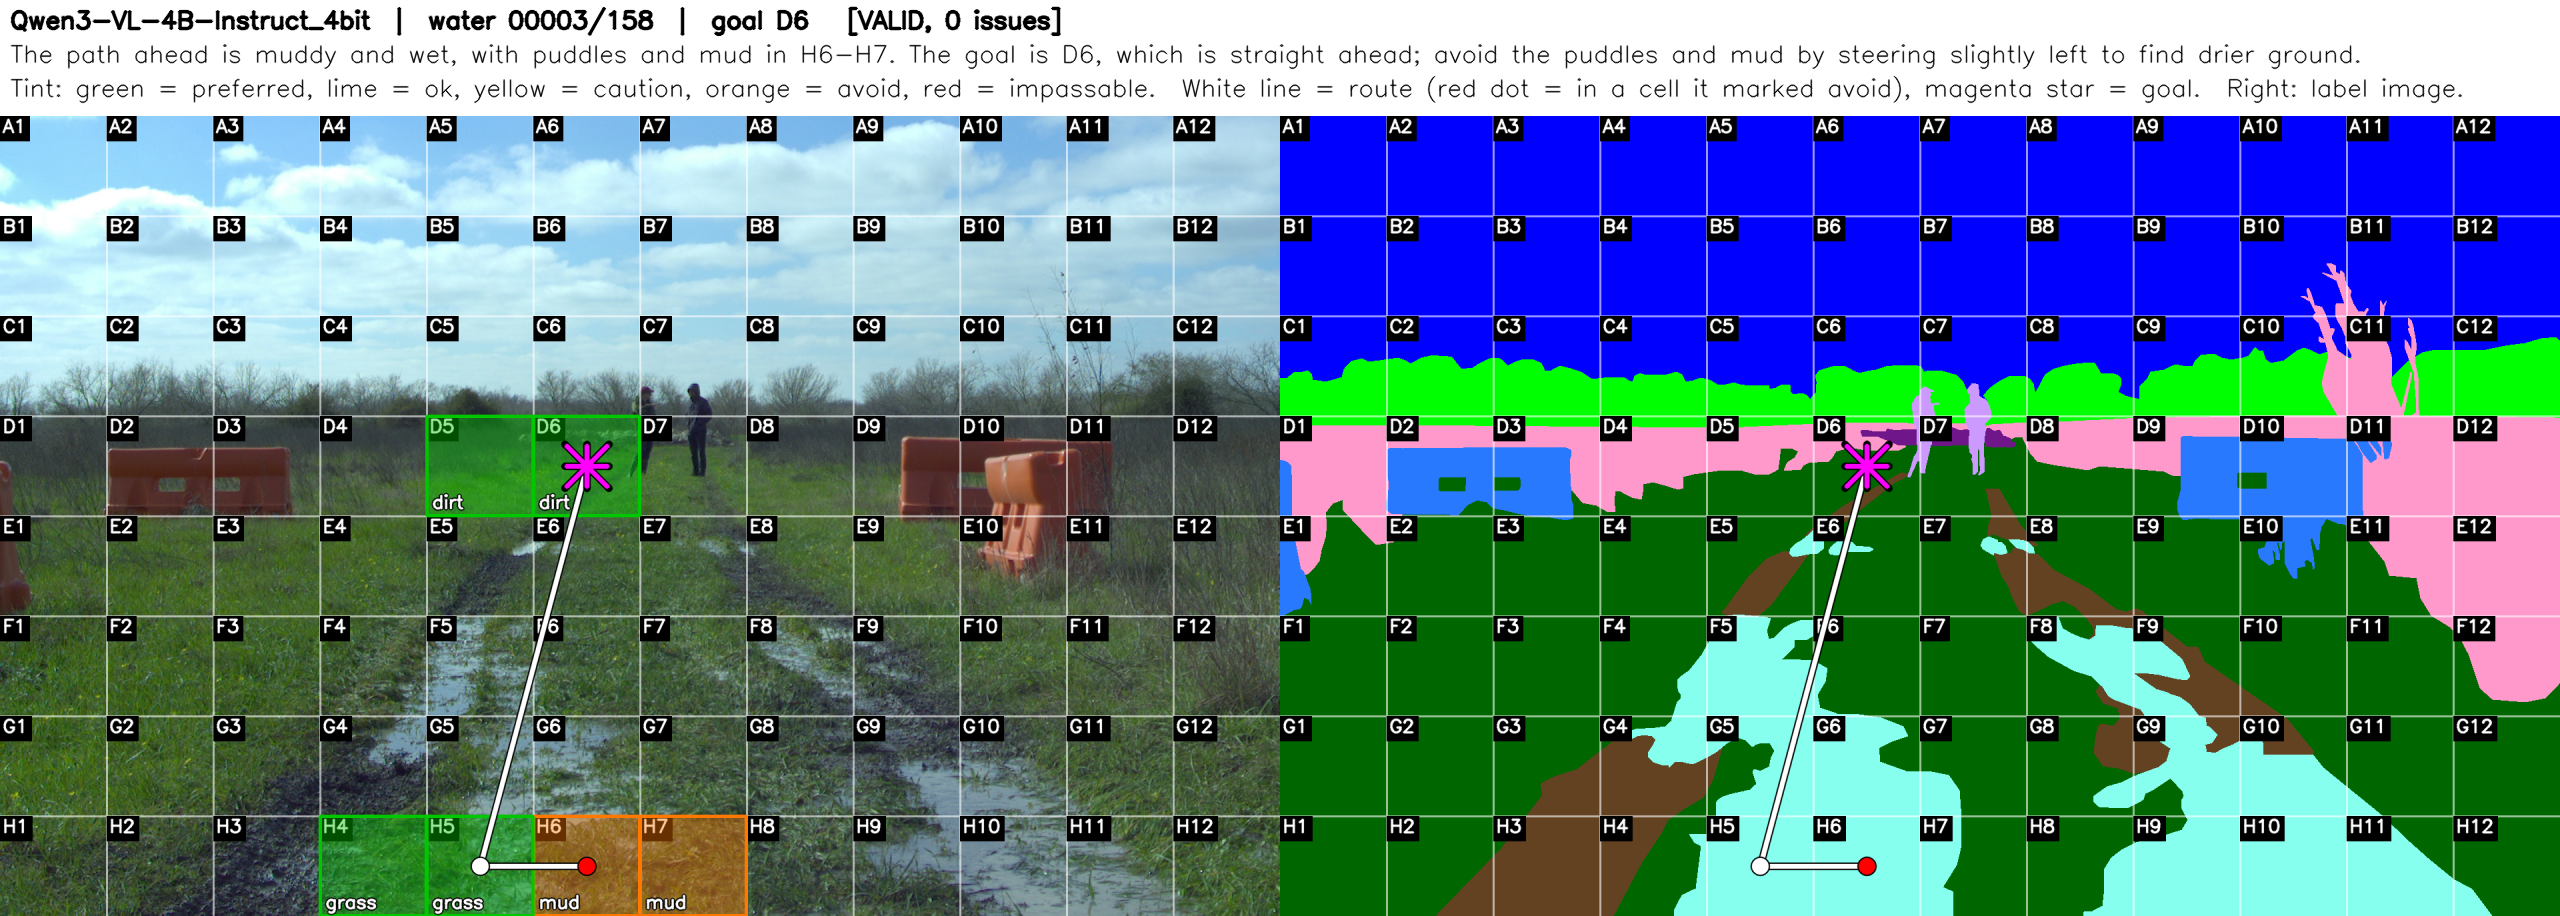 Qwen3-VL-4B-Instruct_4bit | water 00003/158 | goal D6 [VALID, 0 issues]
The path ahead is muddy and wet, with puddles and mud in H6-H7. The goal is D6, which is straight ahead; avoid the puddles and mud by steering slightly left to find drier ground.
Tint: green = preferred, lime = ok, yellow = caution, orange = avoid, red = impassable. White line = route (red dot = in a cell it marked avoid), magenta star = goal. Right: label image.
A1 A2 A3 A4 A5 A6 A7 A8 A9 A10 A11 A12 A1 A2 A3 A4 A5 A6 A7 A8 A9 A10 A11 A12
B1 B2 B3 B4 B5 B6 B7 B8 B9 B10 B11 B12 B1 B2 B3 B4 B5 B6 B7 B8 B9 B10 B11 B12
C1 C2 C3 C4 C5 C6 C7 C8 C9 C10 C11 C12 C1 C2 C3 C4 C5 C6 C7 C8 C9 C10 C11 C12
D1 D2 D3 D4 D5 D6 D7 D8 D9 D10 D11 D12 D1 D2 D3 D4 D5 D6 D7 D8 D9 D10 D11 D12
dirt dirt
E1 E2 E3 E4 E5 E6 E7 E8 E9 E10 E11 E12 E1 E2 E3 E4 E5 E6 E7 E8 E9 E10 E11 E12
F1 F2 F3 F4 F5 F6 F7 F8 F9 F10 F11 F12 F1 F2 F3 F4 F5 F6 F7 F8 F9 F10 F11 F12
G1 G2 G3 G4 G5 G6 G7 G8 G9 G10 G11 G12 G1 G2 G3 G4 G5 G6 G7 G8 G9 G10 G11 G12
H1 H2 H3 H4 H5 H6 H7 H8 H9 H10 H11 H12 H1 H2 H3 H4 H5 H6 H7 H8 H9 H10 H11 H12
grass grass mud mud